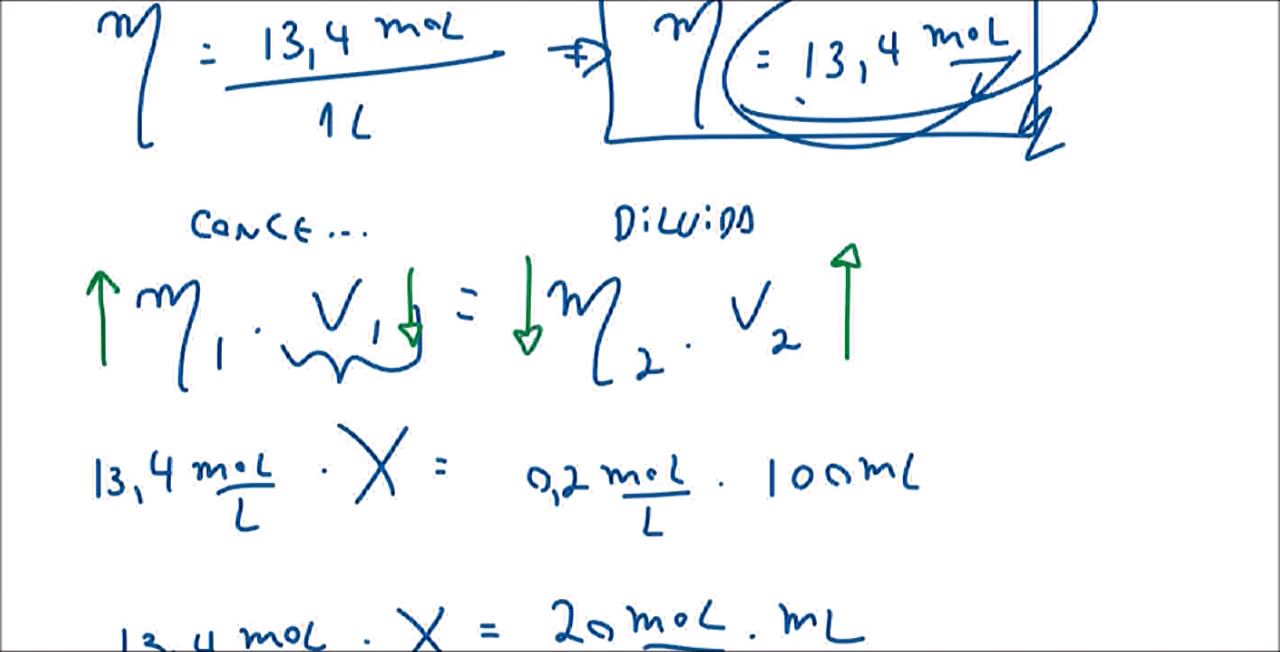 m = 13,4 mol / 1L ⇒ m = 13,4 mol/L
CONCE... DiLUiDA
↑ m₁ . V₁ ↓ = ↓ m₂ . V₂ ↑
13,4 mol/L . X = 0,2 mol/L . 100 mL
13,4 mol . X = 20 mol . mL